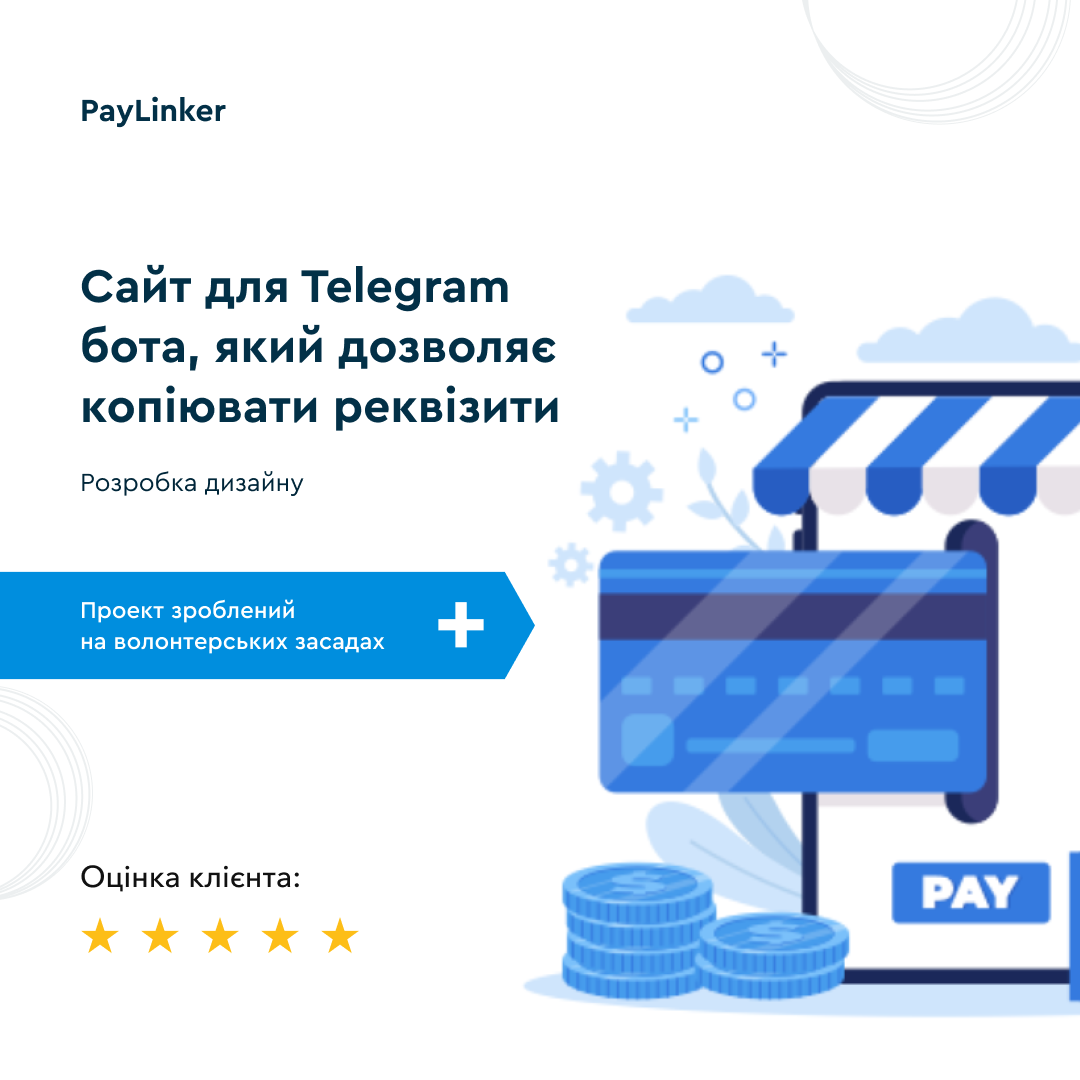 PayLinker
Сайт для Telegram
бота, який дозволяє
копіювати реквізити
Розробка дизайну
Проект зроблений
на волонтерських засадах
Оцінка клієнта:
PAY